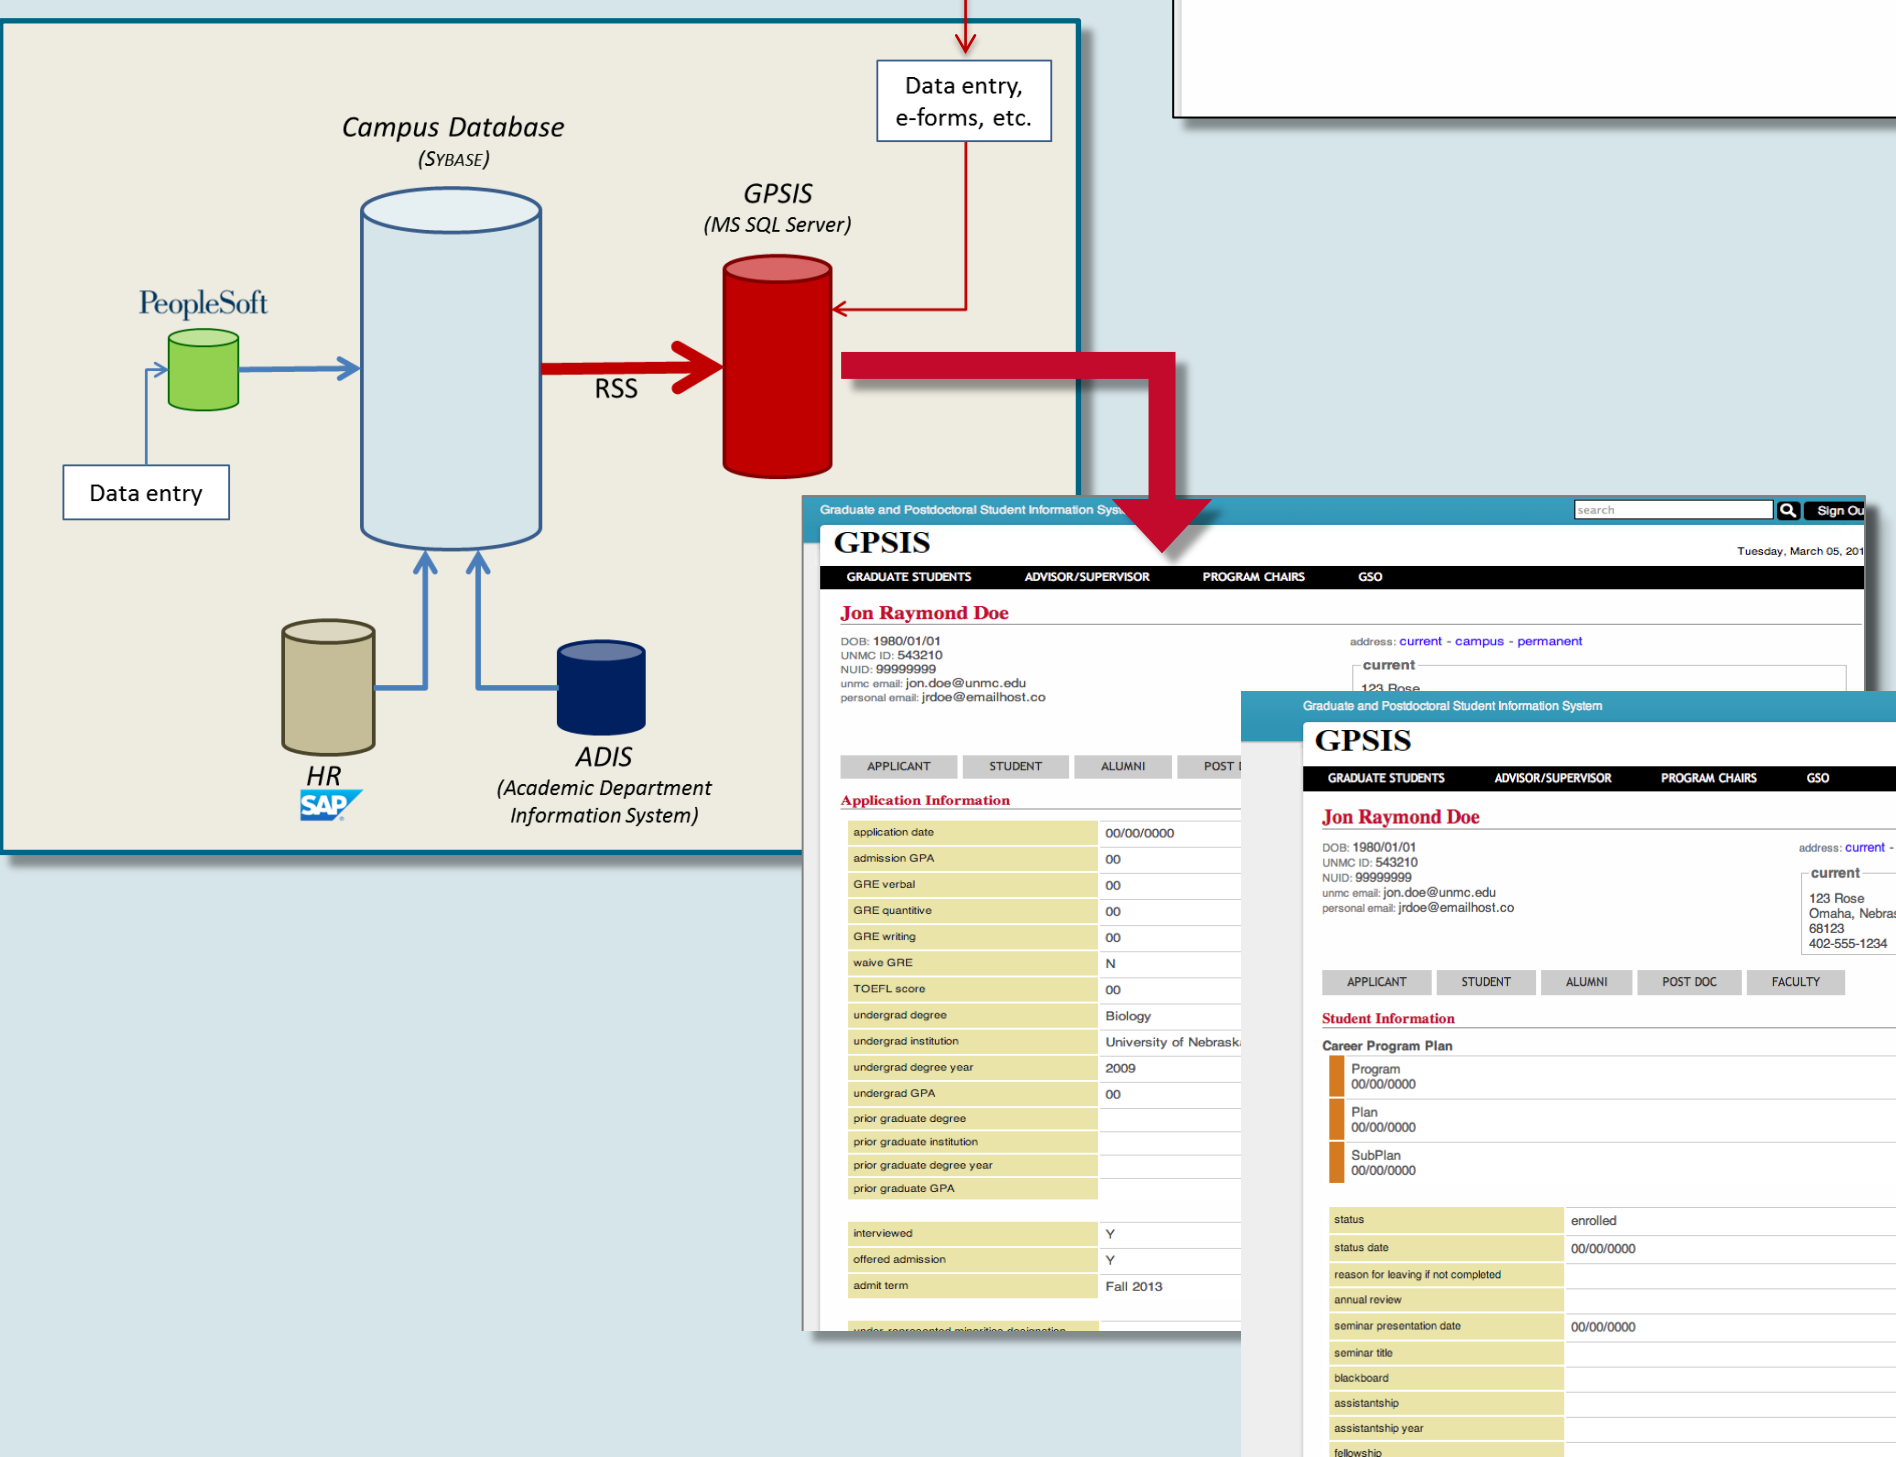 Data entry,
e-forms, etc.
Campus Database
(SYBASE)
GPSIS
(MS SQL Server)
PeopleSoft
RSS
Data entry
HR
SAP
ADIS
(Academic Department
Information System)
Graduate and Postdoctoral Student Information
search
Sign Ou
GPSIS
Tuesday, March 05, 201
GRADUATE STUDENTS ADVISOR/SUPERVISOR PROGRAM CHAIRS GSO
Jon Raymond Doe
DOB: 1980/01/01
UNMC ID: 543210
NUID: 99999999
unmc email: jon.doe@unmc.edu
personal email: jrdoe@emailhost.co
address: current - campus - permanent
current
123 Rose
APPLICANT STUDENT ALUMNI POST
Application Information
application date 00/00/0000
admission GPA 00
GRE verbal 00
GRE quantitive 00
GRE writing 00
waive GRE N
TOEFL score 00
undergrad degree Biology
undergrad institution University of Nebrask
undergrad degree year 2009
undergrad GPA 00
prior graduate degree
prior graduate institution
prior graduate degree year
prior graduate GPA
interviewed Y
offered admission Y
admit term Fall 2013
under-represented minorities designation
Graduate and Postdoctoral Student Information System
GPSIS
GRADUATE STUDENTS ADVISOR/SUPERVISOR PROGRAM CHAIRS GSO
Jon Raymond Doe
DOB: 1980/01/01
UNMC ID: 543210
NUID: 99999999
unmc email: jon.doe@unmc.edu
personal email: jrdoe@emailhost.co
address: current -
current
123 Rose
Omaha, Nebras
68123
402-555-1234
APPLICANT STUDENT ALUMNI POST DOC FACULTY
Student Information
Career Program Plan
Program
00/00/0000
Plan
00/00/0000
SubPlan
00/00/0000
status enrolled
status date 00/00/0000
reason for leaving if not completed
annual review
seminar presentation date 00/00/0000
seminar title
blackboard
assistantship
assistantship year
fellowship